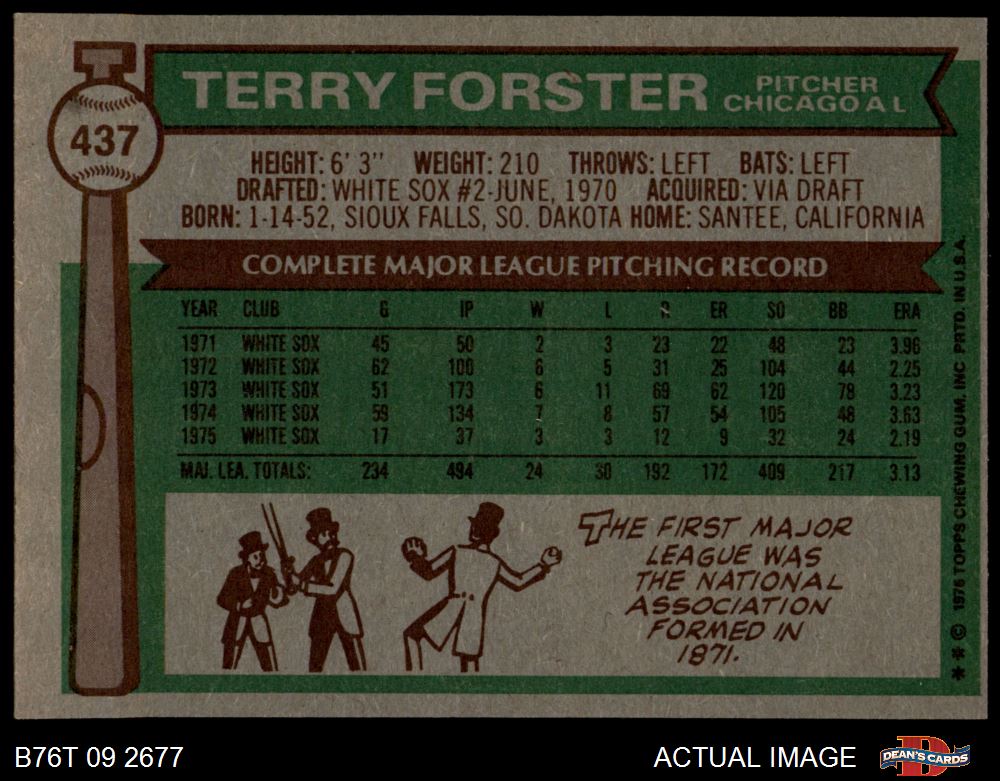 437
TERRY FORSTER PITCHER
CHICAGO A L
HEIGHT: 6' 3" WEIGHT: 210 THROWS: LEFT BATS: LEFT
DRAFTED: WHITE SOX #2-JUNE, 1970 ACQUIRED: VIA DRAFT
BORN: 1-14-52, SIOUX FALLS, SO. DAKOTA HOME: SANTEE, CALIFORNIA
COMPLETE MAJOR LEAGUE PITCHING RECORD
YEAR CLUB G IP W L R ER SO BB ERA
1971 WHITE SOX 45 50 2 3 23 22 48 23 3.96
1972 WHITE SOX 62 100 6 5 31 25 104 44 2.25
1973 WHITE SOX 51 173 6 11 69 62 120 78 3.23
1974 WHITE SOX 59 134 7 8 57 54 105 48 3.63
1975 WHITE SOX 17 37 3 3 12 9 32 24 2.19
MAJ. LEA. TOTALS: 234 494 24 30 192 172 409 217 3.13
THE FIRST MAJOR
LEAGUE WAS
THE NATIONAL
ASSOCIATION
FORMED IN
1871.
* * © 1976 TOPPS CHEWING GUM, INC PRTD. IN U.S.A.
B76T 09 2677
ACTUAL IMAGE
DEAN'S CARDS